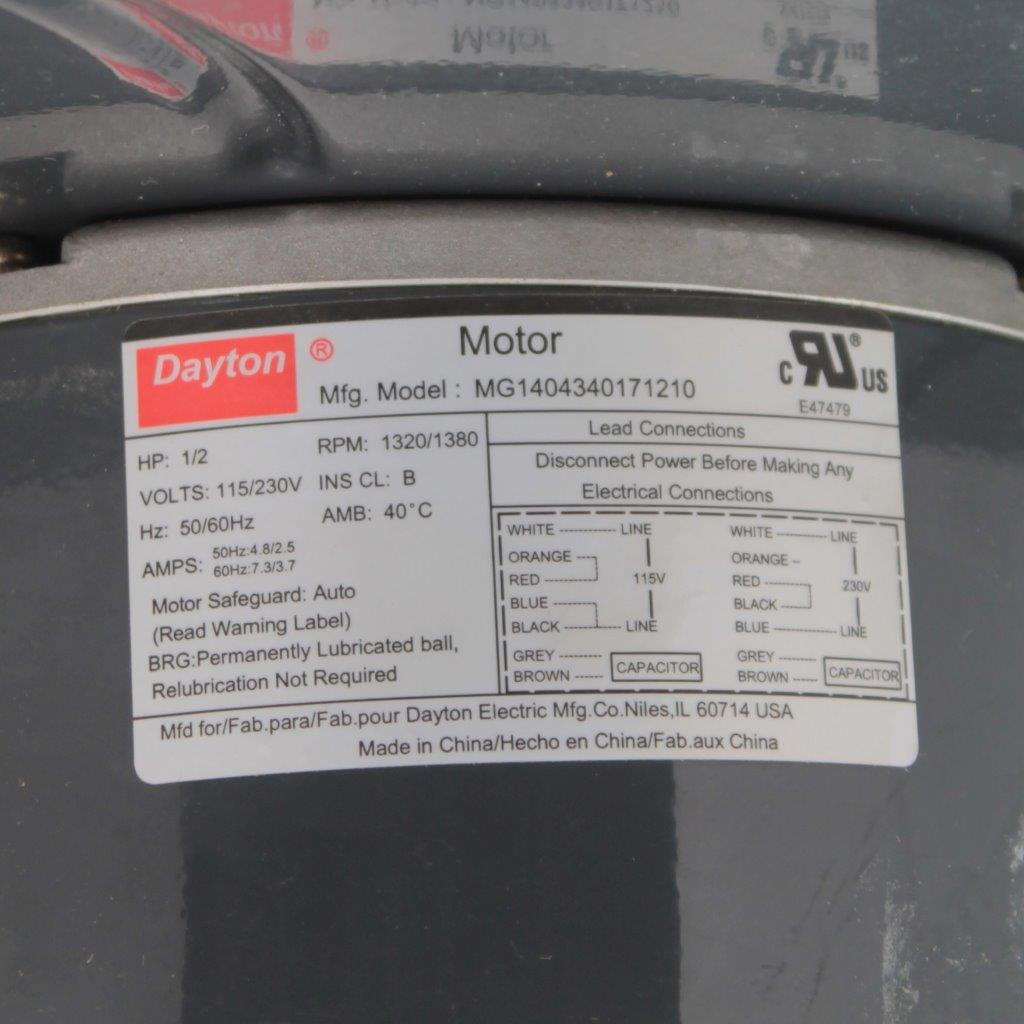 Dayton ®
Motor
Mfg. Model : MG1404340171210
c RU ® US
E47479
HP: 1/2
RPM: 1320/1380
VOLTS: 115/230V
INS CL: B
Hz: 50/60Hz
AMB: 40°C
AMPS: 50Hz:4.8/2.5
60Hz:7.3/3.7
Motor Safeguard: Auto
(Read Warning Label)
BRG:Permanently Lubricated ball,
Relubrication Not Required
Lead Connections
Disconnect Power Before Making Any
Electrical Connections
WHITE LINE
ORANGE
RED 115V
BLUE
BLACK LINE
GREY
BROWN CAPACITOR
WHITE LINE
ORANGE
RED 230V
BLACK
BLUE LINE
GREY
BROWN CAPACITOR
Mfd for/Fab.para/Fab.pour Dayton Electric Mfg.Co.Niles,IL 60714 USA
Made in China/Hecho en China/Fab.aux China